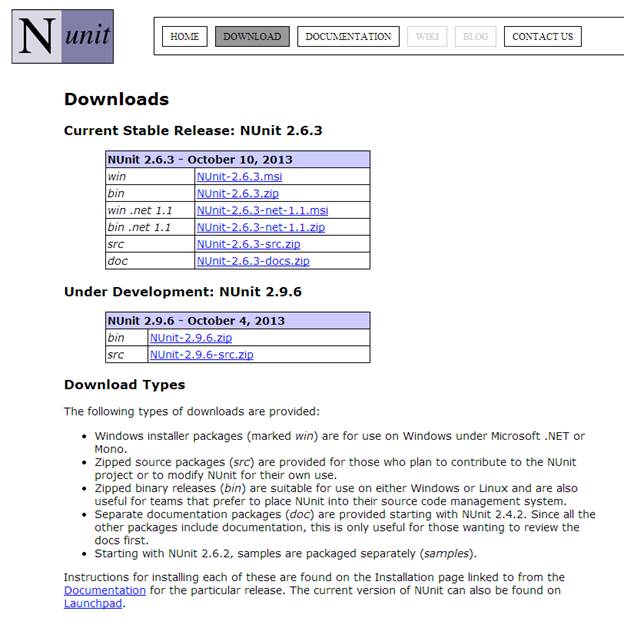 N unit
HOME DOWNLOAD DOCUMENTATION WIKI BLOG CONTACT US
Downloads
Current Stable Release: NUnit 2.6.3
NUnit 2.6.3 - October 10, 2013
win NUnit-2.6.3.msi
bin NUnit-2.6.3.zip
win .net 1.1 NUnit-2.6.3-net-1.1.msi
bin .net 1.1 NUnit-2.6.3-net-1.1.zip
src NUnit-2.6.3-src.zip
doc NUnit-2.6.3-docs.zip
Under Development: NUnit 2.9.6
NUnit 2.9.6 - October 4, 2013
bin NUnit-2.9.6.zip
src NUnit-2.9.6-src.zip
Download Types
The following types of downloads are provided:
• Windows installer packages (marked win) are for use on Windows under Microsoft .NET or
Mono.
• Zipped source packages (src) are provided for those who plan to contribute to the NUnit
project or to modify NUnit for their own use.
• Zipped binary releases (bin) are suitable for use on either Windows or Linux and are also
useful for teams that prefer to place NUnit into their source code management system.
• Separate documentation packages (doc) are provided starting with NUnit 2.4.2. Since all the
other packages include documentation, this is only useful for those wanting to review the
docs first.
• Starting with NUnit 2.6.2, samples are packaged separately (samples).
Instructions for installing each of these are found on the Installation page linked to from the
Documentation for the particular release. The current version of NUnit can also be found on
Launchpad.